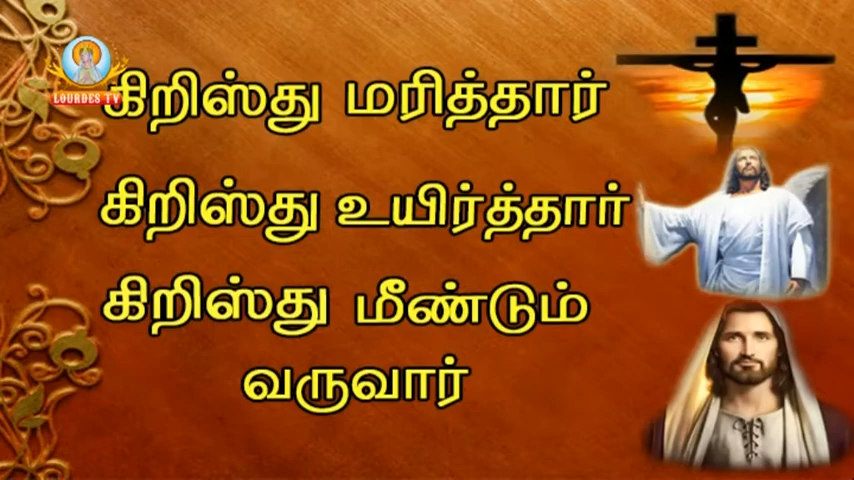 LOURDES TV
கிறிஸ்து மரித்தார்
கிறிஸ்து உயிர்த்தார்
கிறிஸ்து மீண்டும்
வருவார்